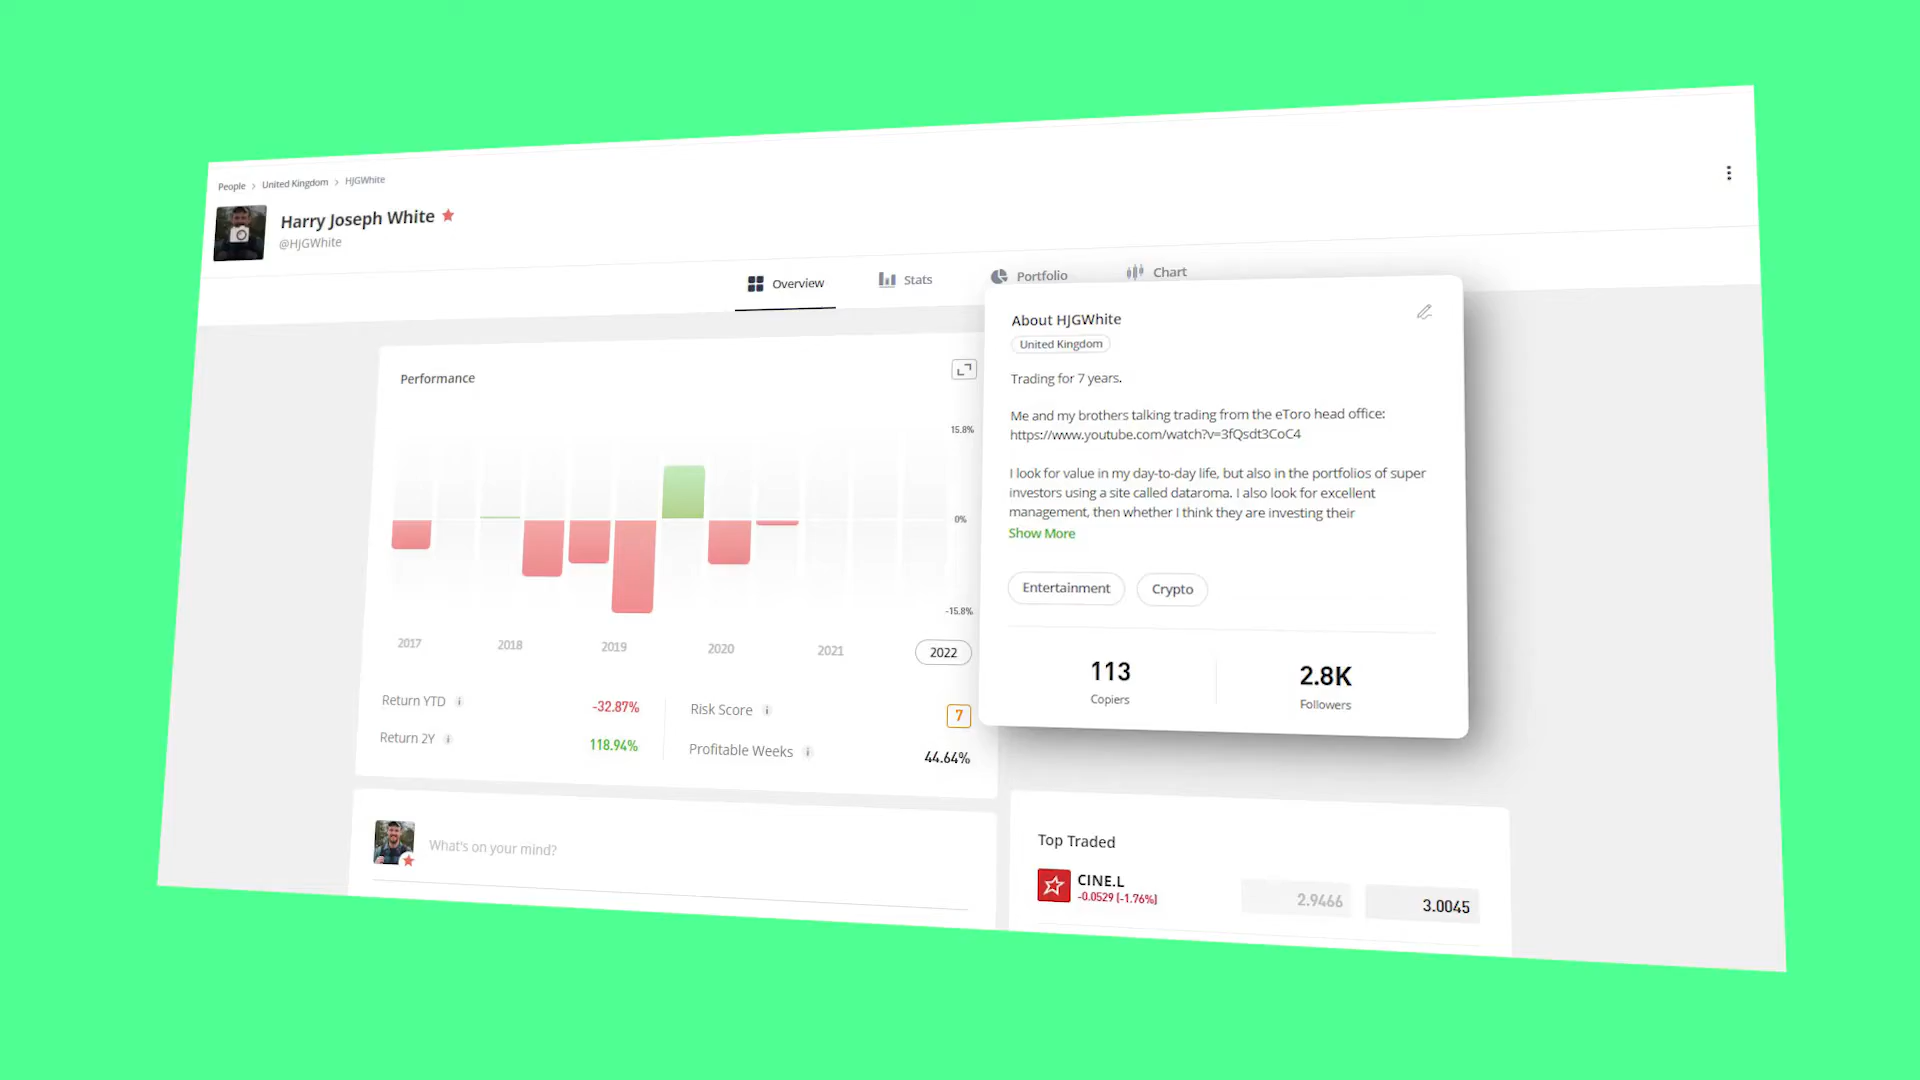 People > United Kingdom > HJGWhite
Harry Joseph White
@HJGWhite
Overview
Stats
Portfolio
Chart
Performance
15.8%
0%
-15.8%
2017
2018
2019
2020
2021
2022
Return YTD
-32.87%
Return 2Y
118.94%
Risk Score
7
Profitable Weeks
44.64%
What's on your mind?
About HJGWhite
United Kingdom
Trading for 7 years.
Me and my brothers talking trading from the eToro head office:
https://www.youtube.com/watch?v=3fQsdt3CoC4
I look for value in my day-to-day life, but also in the portfolios of super
investors using a site called dataroma. I also look for excellent
management, then whether I think they are investing their
Show More
Entertainment
Crypto
113
Copiers
2.8K
Followers
Top Traded
CINE.L
-0.0529 (-1.76%)
2.9466
3.0045